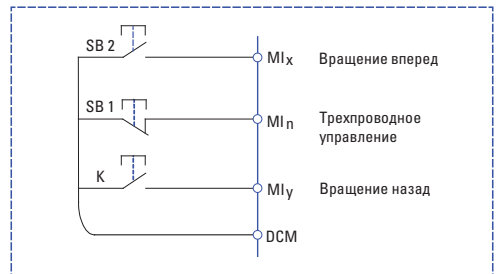 SB 2
MIx
Вращение вперед
SB 1
MIn
Трехпроводное
управление
K
MIy
Вращение назад
DCM